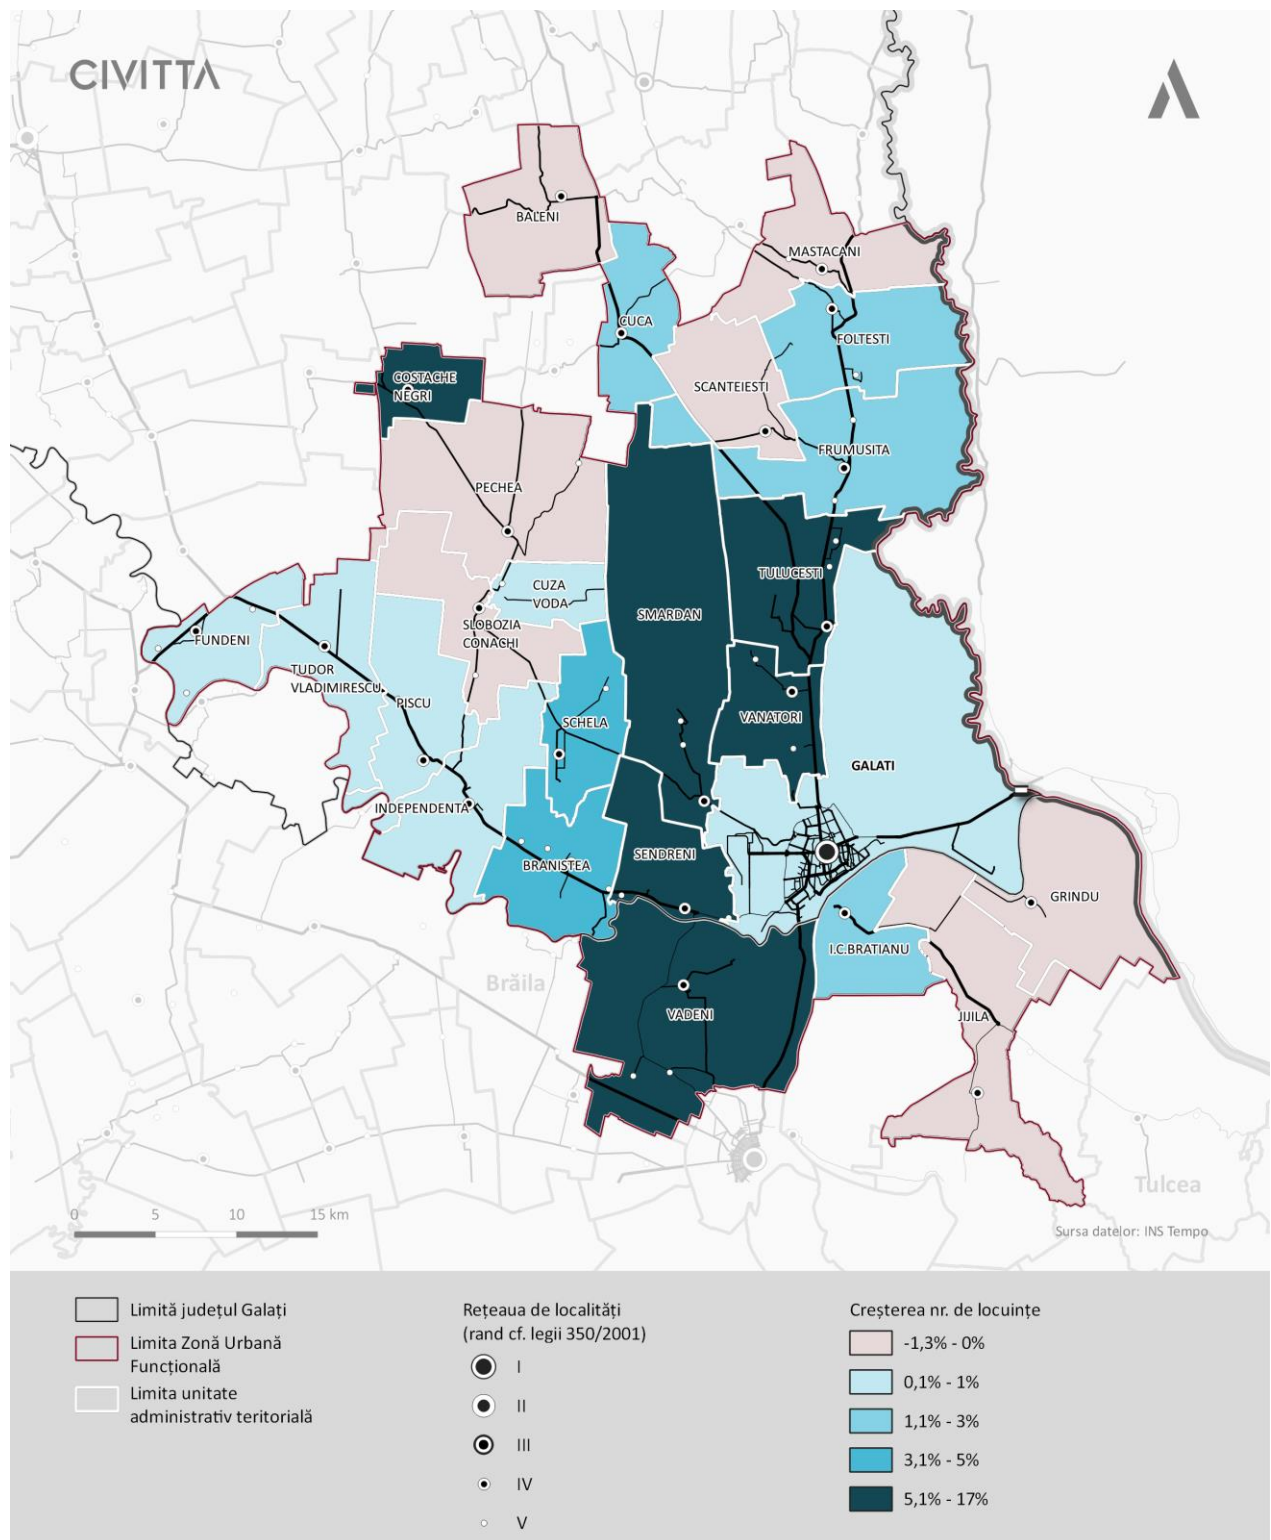 CIVITTA
BALENI
MASTACANI
CUCA
FOLTESTI
COSTACHE
NEGRI
SCANTEIESTI
FRUMUSITA
PECHEA
TULUCESTI
CUZA
VODA
SMARDAN
SLOBOZIA
CONACHI
FUNDENI
TUDOR
VLADIMIRESCU
PISCU
SCHELA
VANATORI
GALATI
INDEPENDENTA
BRANISTEA
SENDRENI
GRINDU
I.C.BRATIANU
Brăila
VADENI
JIJILA
Tulcea
0 5 10 15 km
Sursa datelor: INS Tempo
Limită județul Galați
Limita Zonă Urbană
Funcțională
Limita unitate
administrativ teritorială
Rețeaua de localități
(rand cf. legii 350/2001)
I
II
III
IV
V
Creșterea nr. de locuințe
-1,3% - 0%
0,1% - 1%
1,1% - 3%
3,1% - 5%
5,1% - 17%